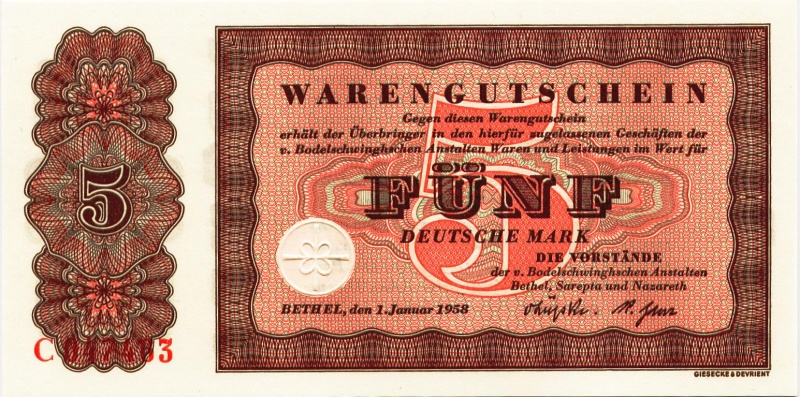 WARENGUTSCHEIN
Gegen diesen Warengutschein
erhält der Überbringer in den hierfür zugelassenen Geschäften der
v. Bodelschwinghschen Anstalten Waren und Leistungen im Wert für
5
FÜNF
5
DEUTSCHE MARK
DIE VORSTÄNDE
der v. Bodelschwinghschen Anstalten
Bethel, Sarepta und Nazareth
BETHEL, den 1. Januar 1958
GIESECKE & DEVRIENT